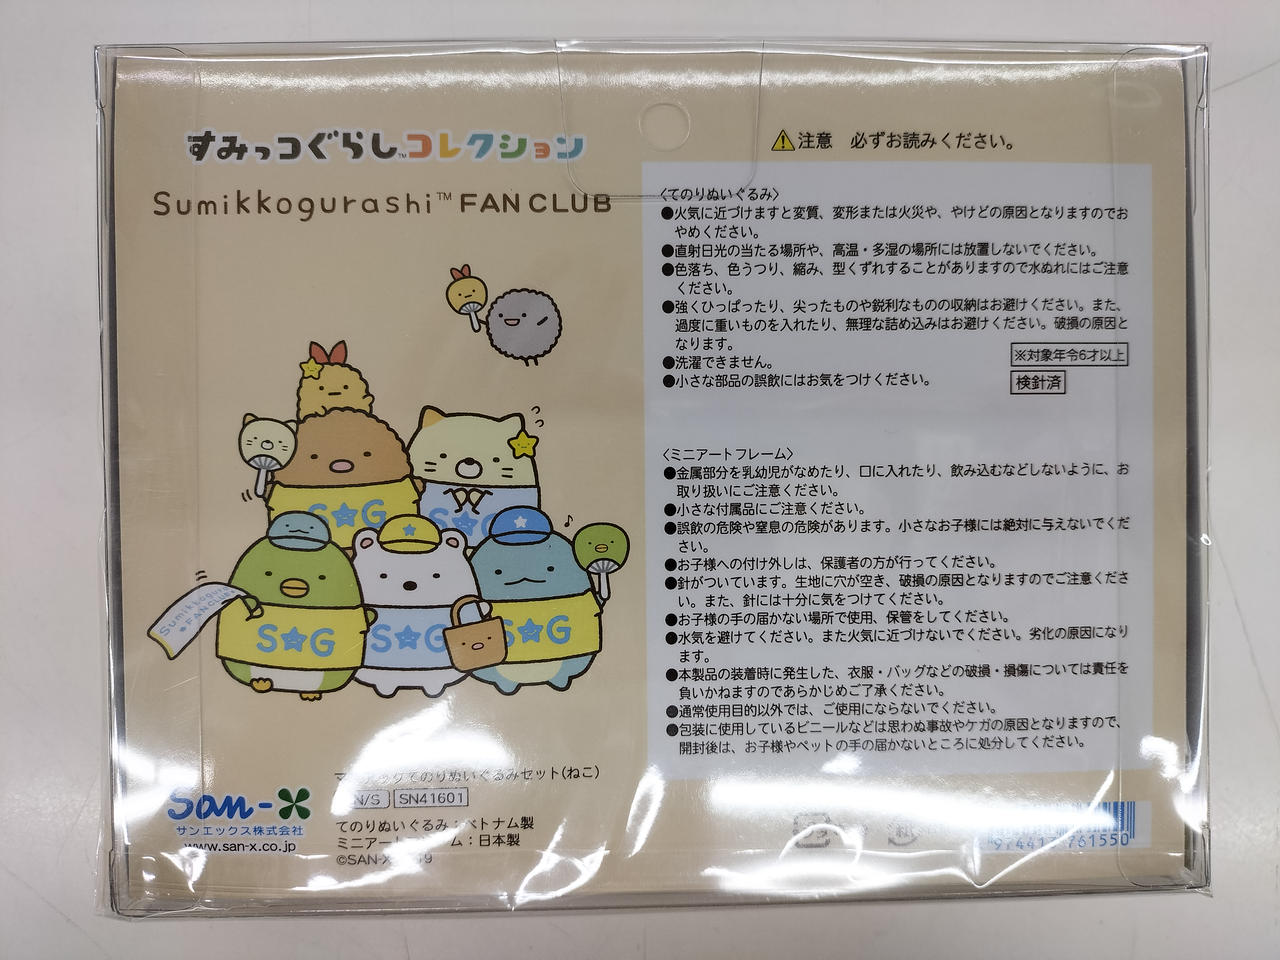 すみっコぐらし™コレクション
Sumikkogurashi™ FAN CLUB
S★G
S★G
S★G
S★G
S★G
Sumikkogurashi
★FAN CLUB
San-X
サンエックス株式会社
www.san-x.co.jp
てのりぬいぐるみセット(ねこ)
N/S SN41601
てのりぬいぐるみ:ベトナム製
ミニアートフレーム:日本製
©SAN-X
注意 必ずお読みください。
〈てのりぬいぐるみ〉
●火気に近づけますと変質、変形または火災や、やけどの原因となりますのでお
やめください。
●直射日光の当たる場所や、高温・多湿の場所には放置しないでください。
●色落ち、色うつり、縮み、型くずれすることがありますので水ぬれにはご注意
ください。
●強くひっぱったり、尖ったものや鋭利なものの収納はお避けください。また、
過度に重いものを入れたり、無理な詰め込みはお避けください。破損の原因と
なります。
●洗濯できません。
●小さな部品の誤飲にはお気をつけください。
※対象年令6才以上
検針済
〈ミニアートフレーム〉
●金属部分を乳幼児がなめたり、口に入れたり、飲み込むなどしないように、お
取り扱いにご注意ください。
●小さな付属品にご注意ください。
●誤飲の危険や窒息の危険があります。小さなお子様には絶対に与えないでくだ
さい。
●お子様への付け外しは、保護者の方が行ってください。
●針がついています。生地に穴が空き、破損の原因となりますのでご注意くださ
い。また、針には十分に気をつけてください。
●お子様の手の届かない場所で使用、保管をしてください。
●水気を避けてください。また火気に近づけないでください。劣化の原因になり
ます。
●本製品の装着時に発生した、衣服・バッグなどの破損・損傷については責任を
負いかねますのであらかじめご了承ください。
●通常使用目的以外では、ご使用にならないでください。
●包装に使用しているビニールなどは思わぬ事故やケガの原因となりますので、
開封後は、お子様やペットの手の届かないところに処分してください。
プラ
紙
761550